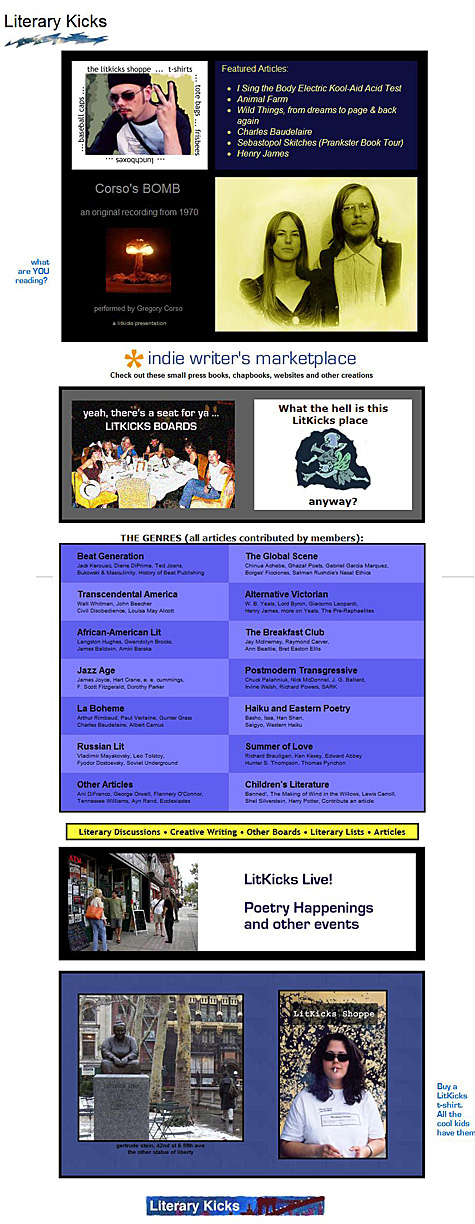 Literary Kicks
the litkicks shoppe ... t-shirts
... baseball caps ...
... tote bags ... frisbees
... lunchboxes ...
Featured Articles:
• I Sing the Body Electric Kool-Aid Acid Test
• Animal Farm
• Wild Things, from dreams to page & back
again
• Charles Baudelaire
• Sebastopol Skitches (Prankster Book Tour)
• Henry James
Corso's BOMB
an original recording from 1970
performed by Gregory Corso
a litkicks presentation
what
are YOU
reading?
* indie writer's marketplace
Check out these small press books, chapbooks, websites and other creations
yeah, there's a seat for ya ...
LITKICKS BOARDS
What the hell is this
LitKicks place
anyway?
THE GENRES (all articles contributed by members):
Beat Generation
Jack Kerouac, Diane DiPrima, Ted Joans,
Bukowski & Masculinity, History of Beat Publishing
The Global Scene
Chinua Achebe, Ghazal Poets, Gabriel Garcia Marquez,
Borges' Ficciones, Salman Rushdie's Nasal Ethics
Transcendental America
Walt Whitman, John Beecher
Civil Disobedience, Louisa May Alcott
Alternative Victorian
W. B. Yeats, Lord Byron, Giacomo Leopardi,
Henry James, more on Yeats, The Pre-Raphaelites
African-American Lit
Langston Hughes, Gwendolyn Brooks,
James Baldwin, Amiri Baraka
The Breakfast Club
Jay McInerney, Raymond Carver,
Ann Beattie, Bret Easton Ellis
Jazz Age
James Joyce, Hart Crane, e. e. cummings,
F. Scott Fitzgerald, Dorothy Parker
Postmodern Transgressive
Chuck Palahniuk, Nick McDonnel, J. G. Ballard,
Irvine Welsh, Richard Powers, SARK
La Boheme
Arthur Rimbaud, Paul Verlaine, Gunter Grass
Charles Baudelaire, Albert Camus
Haiku and Eastern Poetry
Basho, Issa, Han Shan,
Saigyo, Western Haiku
Russian Lit
Vladimir Mayakovsky, Leo Tolstoy,
Fyodor Dostoevsky, Soviet Underground
Summer of Love
Richard Brautigan, Ken Kesey, Edward Abbey
Hunter S. Thompson, Thomas Pynchon
Other Articles
Ani DiFranco, George Orwell, Flannery O'Connor,
Tennessee Williams, Ayn Rand, Ecclesiastes
Children's Literature
Banned!, The Making of Wind in the Willows, Lewis Carroll,
Shel Silverstein, Harry Potter, Contribute an article
Literary Discussions • Creative Writing • Other Boards • Literary Lists • Articles
LitKicks Live!
Poetry Happenings
and other events
gertrude stein, 42nd st & fifth ave
the other statue of liberty
LitKicks Shoppe
Buy a
LitKicks
t-shirt.
All the
cool kids
have them
Literary Kicks